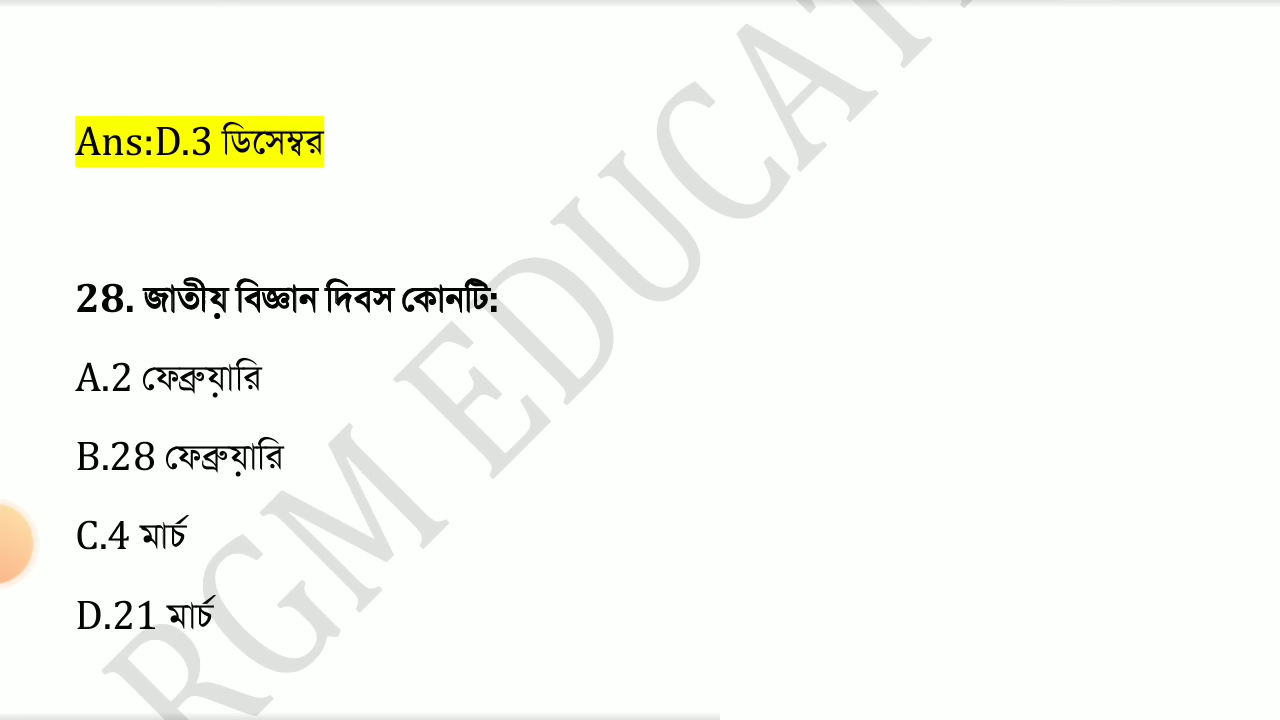 Ans:D.3 ডিসেম্বর
28. জাতীয় বিজ্ঞান দিবস কোনটি:
A.2 ফেব্রুয়ারি
B.28 ফেব্রুয়ারি
C.4 মার্চ
D.21 মার্চ
RGM EDUCAT